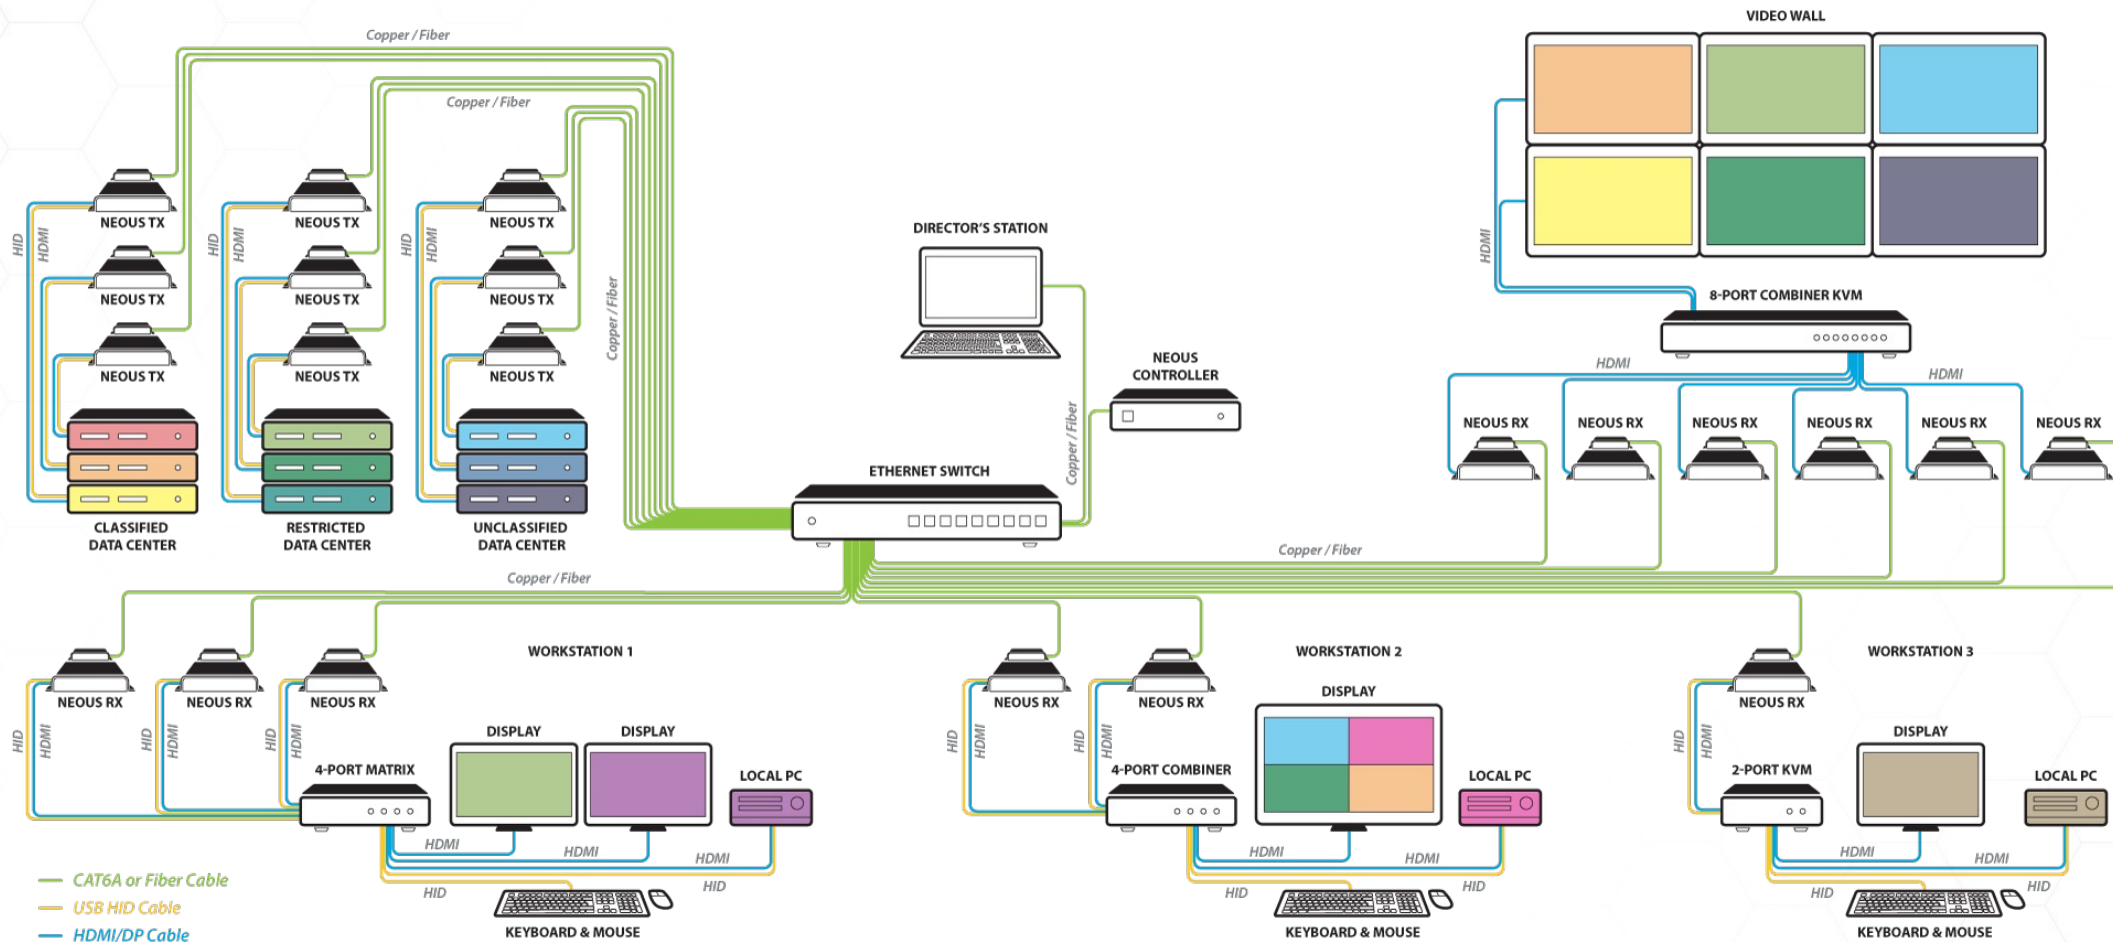 Copper / Fiber
Copper / Fiber
VIDEO WALL
NEOUS TX
NEOUS TX
NEOUS TX
HID
HDMI
HID
HDMI
HID
HDMI
NEOUS TX
NEOUS TX
NEOUS TX
NEOUS TX
NEOUS TX
NEOUS TX
Copper / Fiber
CLASSIFIED
DATA CENTER
RESTRICTED
DATA CENTER
UNCLASSIFIED
DATA CENTER
DIRECTOR'S STATION
NEOUS
CONTROLLER
Copper / Fiber
ETHERNET SWITCH
HDMI
8-PORT COMBINER KVM
HDMI
HDMI
NEOUS RX
NEOUS RX
NEOUS RX
NEOUS RX
NEOUS RX
NEOUS RX
Copper / Fiber
Copper / Fiber
WORKSTATION 1
NEOUS RX
NEOUS RX
NEOUS RX
HID
HDMI
HID
HDMI
HID
HDMI
4-PORT MATRIX
DISPLAY
DISPLAY
LOCAL PC
HDMI
HDMI
HDMI
HID
HID
KEYBOARD & MOUSE
WORKSTATION 2
NEOUS RX
NEOUS RX
HID
HDMI
HID
HDMI
4-PORT COMBINER
DISPLAY
LOCAL PC
HDMI
HDMI
HID
HID
KEYBOARD & MOUSE
WORKSTATION 3
NEOUS RX
HID
HDMI
2-PORT KVM
DISPLAY
LOCAL PC
HDMI
HDMI
HID
HID
KEYBOARD & MOUSE
CAT6A or Fiber Cable
USB HID Cable
HDMI/DP Cable